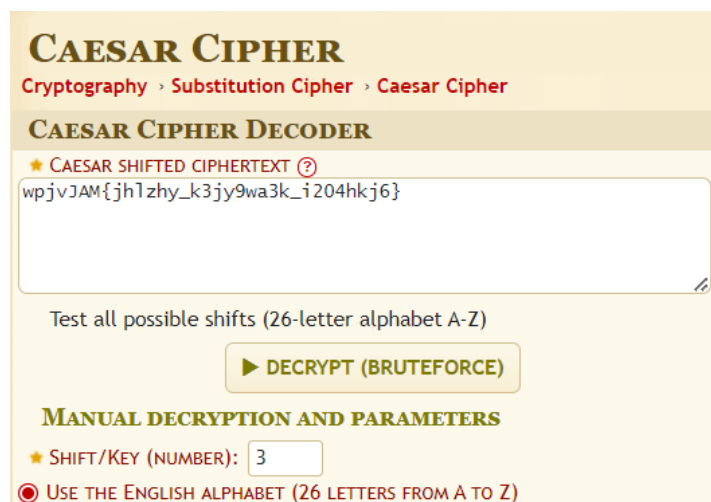 CAESAR CIPHER
Cryptography › Substitution Cipher › Caesar Cipher
CAESAR CIPHER DECODER
★ CAESAR SHIFTED CIPHERTEXT ?
wpjvJAM{jhlzhy_k3jy9wa3k_i204hkj6}
Test all possible shifts (26-letter alphabet A-Z)
▶ DECRYPT (BRUTEFORCE)
MANUAL DECRYPTION AND PARAMETERS
★ SHIFT/KEY (NUMBER): 3
USE THE ENGLISH ALPHABET (26 LETTERS FROM A TO Z)